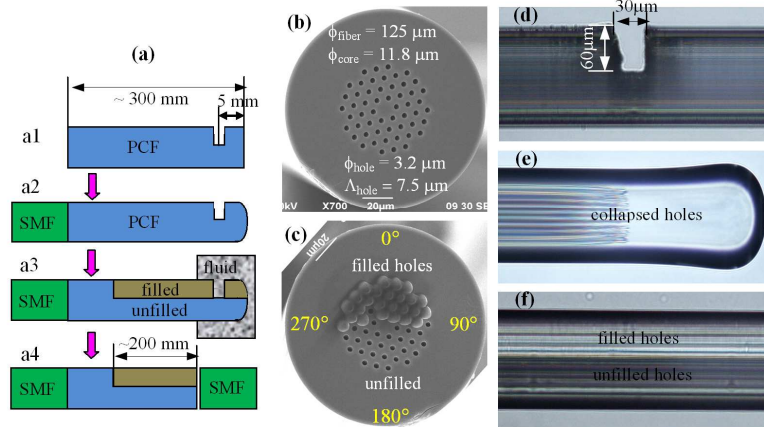 (a)
~ 300 mm
5 mm
a1
PCF
a2
SMF
PCF
a3
fluid
SMF
filled
unfilled
~200 mm
a4
SMF
SMF
(b)
ϕfiber = 125 μm
ϕcore = 11.8 μm
ϕhole = 3.2 μm
Λhole = 7.5 μm
0kV X700 20μm 09 30 SE
(c)
20μm
0°
filled holes
270°
90°
unfilled
180°
(d)
30μm
60μm
(e)
collapsed holes
(f)
filled holes
unfilled holes